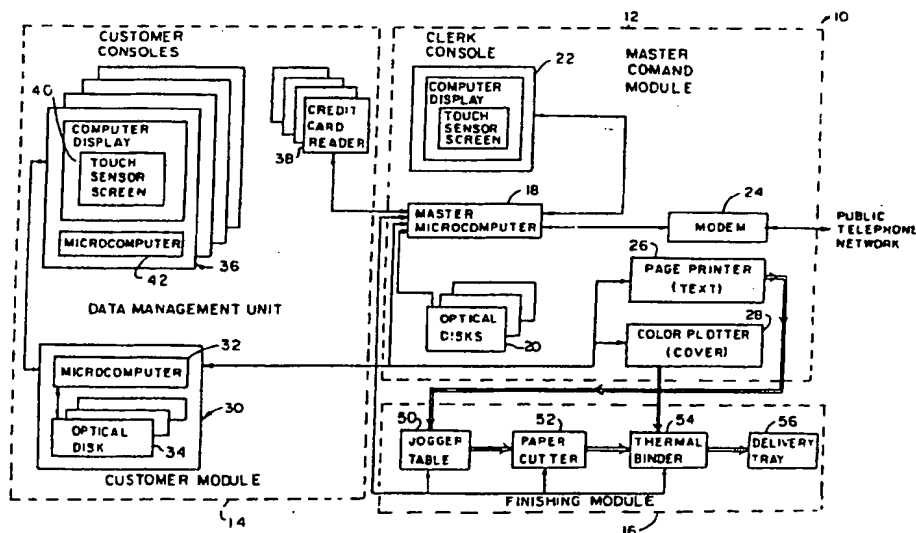 12
10
CUSTOMER
CONSOLES
40
COMPUTER
DISPLAY
TOUCH
SENSOR
SCREEN
MICROCOMPUTER
42
36
CREDIT
CARD
READER
38
DATA MANAGEMENT UNIT
32
MICROCOMPUTER
OPTICAL
DISK
34
30
CUSTOMER MODULE
14
CLERK
CONSOLE
22
COMPUTER
DISPLAY
TOUCH
SENSOR
SCREEN
MASTER
COMAND
MODULE
18
MASTER
MICROCOMPUTER
24
MODEM
PUBLIC
TELEPHONE
NETWORK
OPTICAL
DISKS
20
26
PAGE PRINTER
(TEXT)
28
COLOR PLOTTER
(COVER)
50
JOGGER
TABLE
52
PAPER
CUTTER
54
THERMAL
BINDER
56
DELIVERY
TRAY
FINISHING MODULE
16